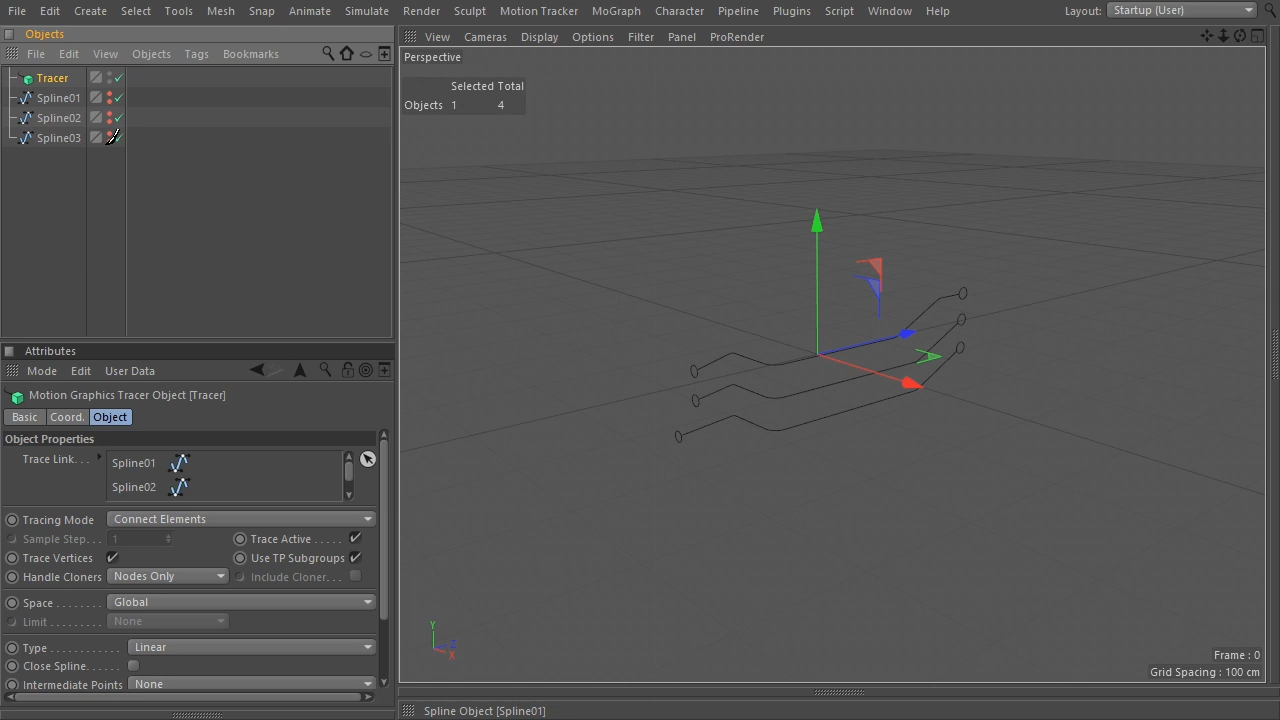 File Edit Create Select Tools Mesh Snap Animate Simulate Render Sculpt Motion Tracker MoGraph Character Pipeline Plugins Script Window Help Layout: Startup (User)
Objects
File Edit View Objects Tags Bookmarks
Tracer
Spline01
Spline02
Spline03
Attributes
Mode Edit User Data
Motion Graphics Tracer Object [Tracer]
Basic Coord. Object
Object Properties
Trace Link. . . Spline01
Spline02
Tracing Mode Connect Elements
Sample Step. . . 1 Trace Active . . . . .
Trace Vertices Use TP Subgroups
Handle Cloners Nodes Only Include Cloner. . .
Space . . . . . . . . Global
Limit . . . . . . . . . None
Type . . . . . . . . . . . . Linear
Close Spline. . . . .
Intermediate Points None
View Cameras Display Options Filter Panel ProRender
Perspective
Selected Total
Objects 1 4
Y
Z
X
Frame : 0
Grid Spacing : 100 cm
Spline Object [Spline01]